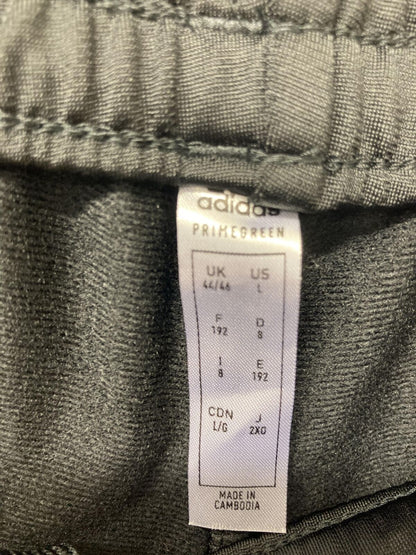 adidas
PRIMEGREEN
UK US
44/46 L
F D
192 8
I E
8 192
CDN J
L/G 2XO
MADE IN
CAMBODIA